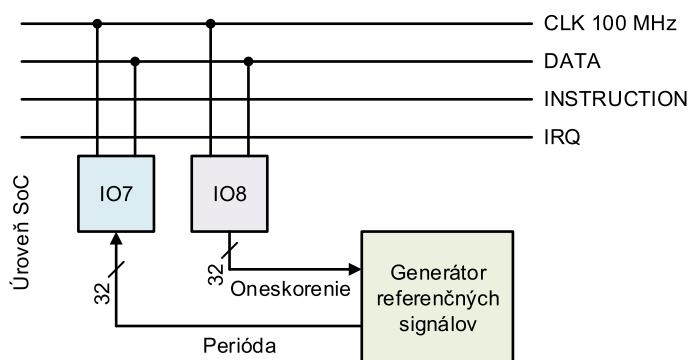 CLK 100 MHz
DATA
INSTRUCTION
IRQ
Úroveň SoC
IO7
IO8
32
32
Oneskorenie
Perióda
Generátor
referenčných
signálov